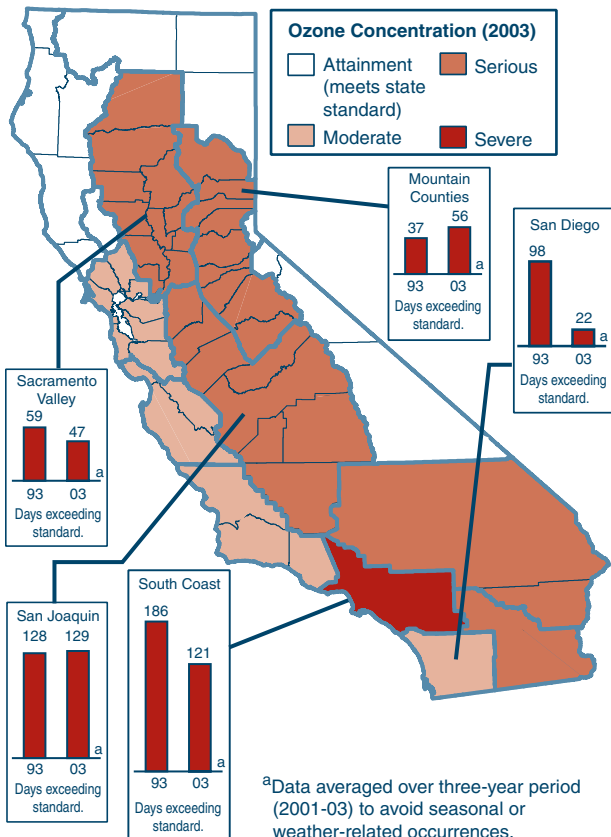 Ozone Concentration (2003)
Attainment
(meets state
standard)
Serious
Moderate
Severe
Mountain
Counties
37
56
a
93
03
Days exceeding
standard.
San Diego
98
22
a
93
03
Days exceeding
standard.
Sacramento
Valley
59
47
a
93
03
Days exceeding
standard.
San Joaquin
128
129
a
93
03
Days exceeding
standard.
South Coast
186
121
a
93
03
Days exceeding
standard.
aData averaged over three-year period
(2001-03) to avoid seasonal or
weather-related occurrences.